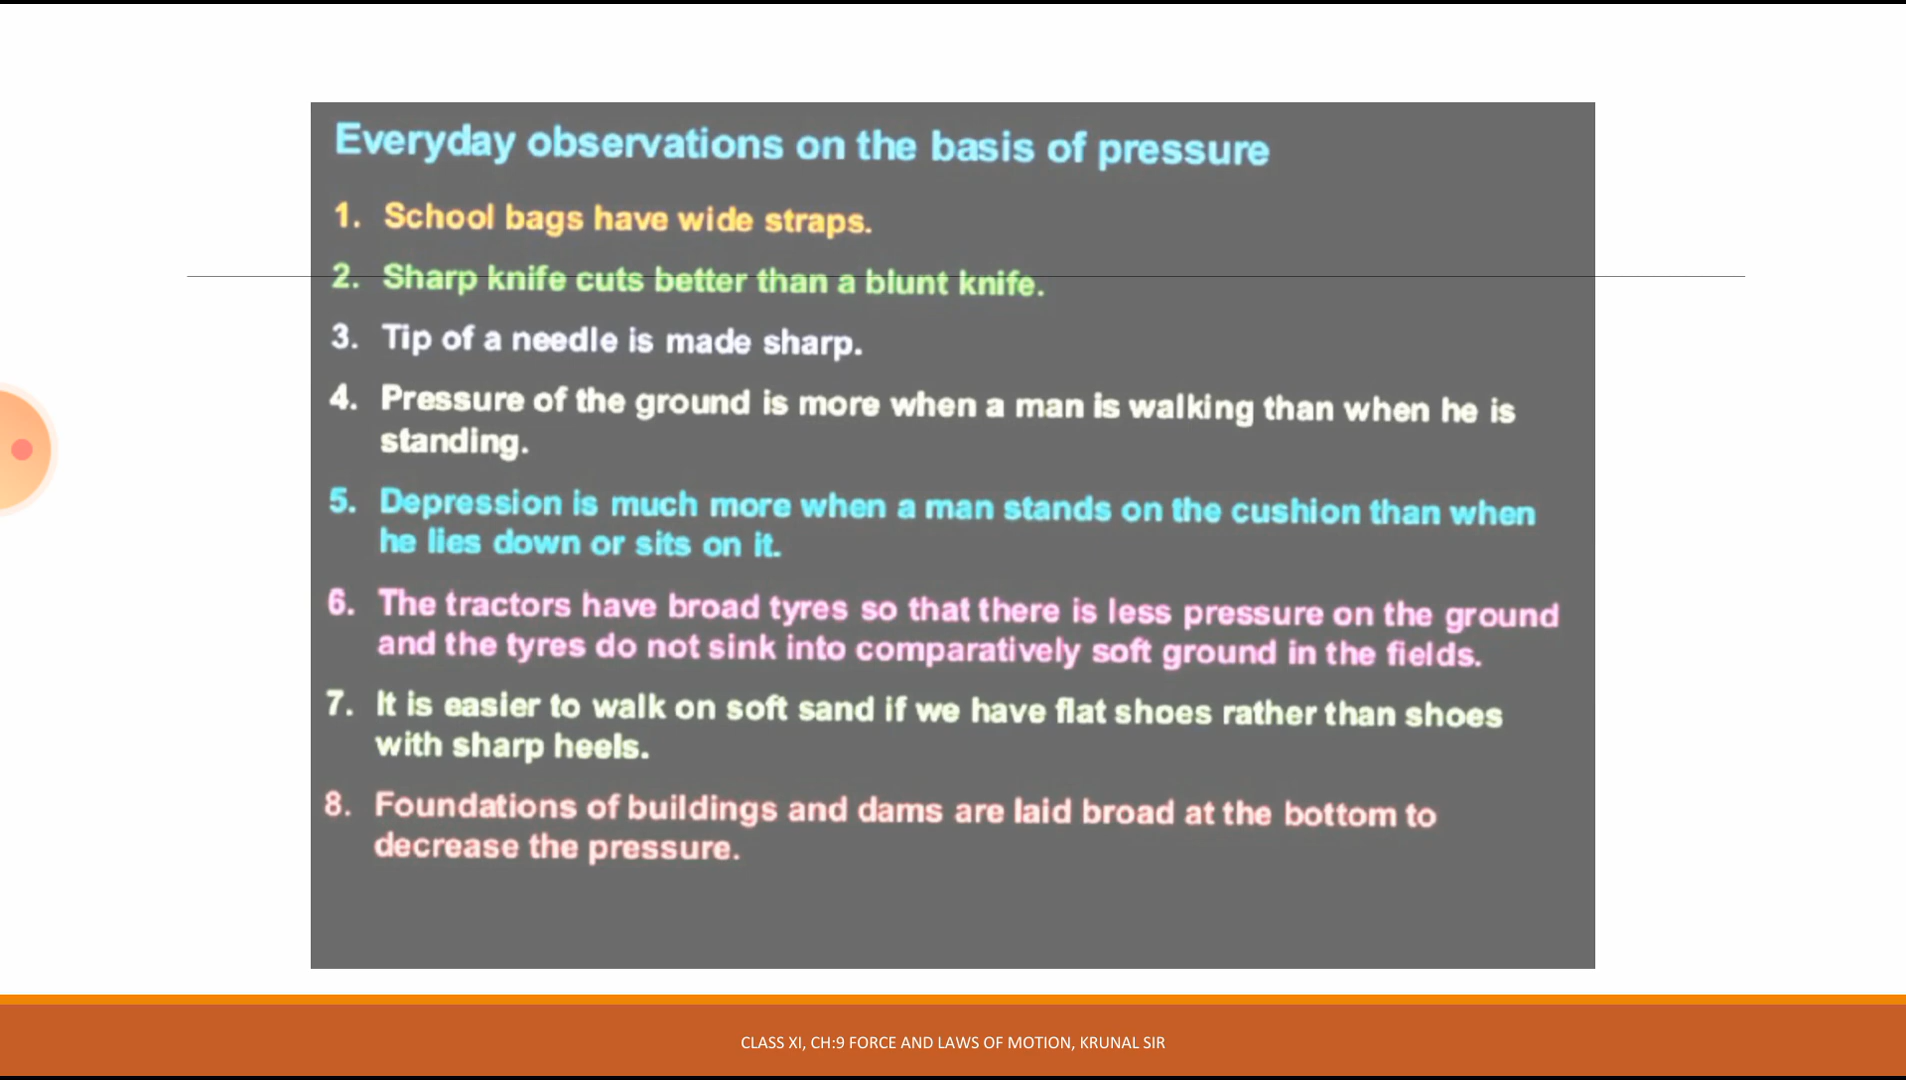 Everyday observations on the basis of pressure
1. School bags have wide straps.
2. Sharp knife cuts better than a blunt knife.
3. Tip of a needle is made sharp.
4. Pressure of the ground is more when a man is walking than when he is
standing.
5. Depression is much more when a man stands on the cushion than when
he lies down or sits on it.
6. The tractors have broad tyres so that there is less pressure on the ground
and the tyres do not sink into comparatively soft ground in the fields.
7. It is easier to walk on soft sand if we have flat shoes rather than shoes
with sharp heels.
8. Foundations of buildings and dams are laid broad at the bottom to
decrease the pressure.
CLASS XI, CH:9 FORCE AND LAWS OF MOTION, KRUNAL SIR